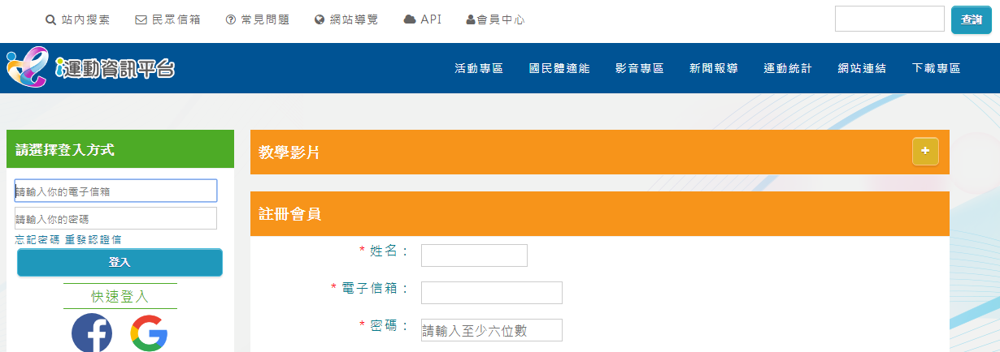 站內搜索 民眾信箱 常見問題 網站導覽 API 會員中心 查詢
i運動資訊平台 活動專區 國民體適能 影音專區 新聞報導 運動統計 網站連結 下載專區
請選擇登入方式
請輸入你的電子信箱
請輸入你的密碼
忘記密碼 重發認證信
登入
快速登入
教學影片
註冊會員
* 姓名：
* 電子信箱：
* 密碼： 請輸入至少六位數